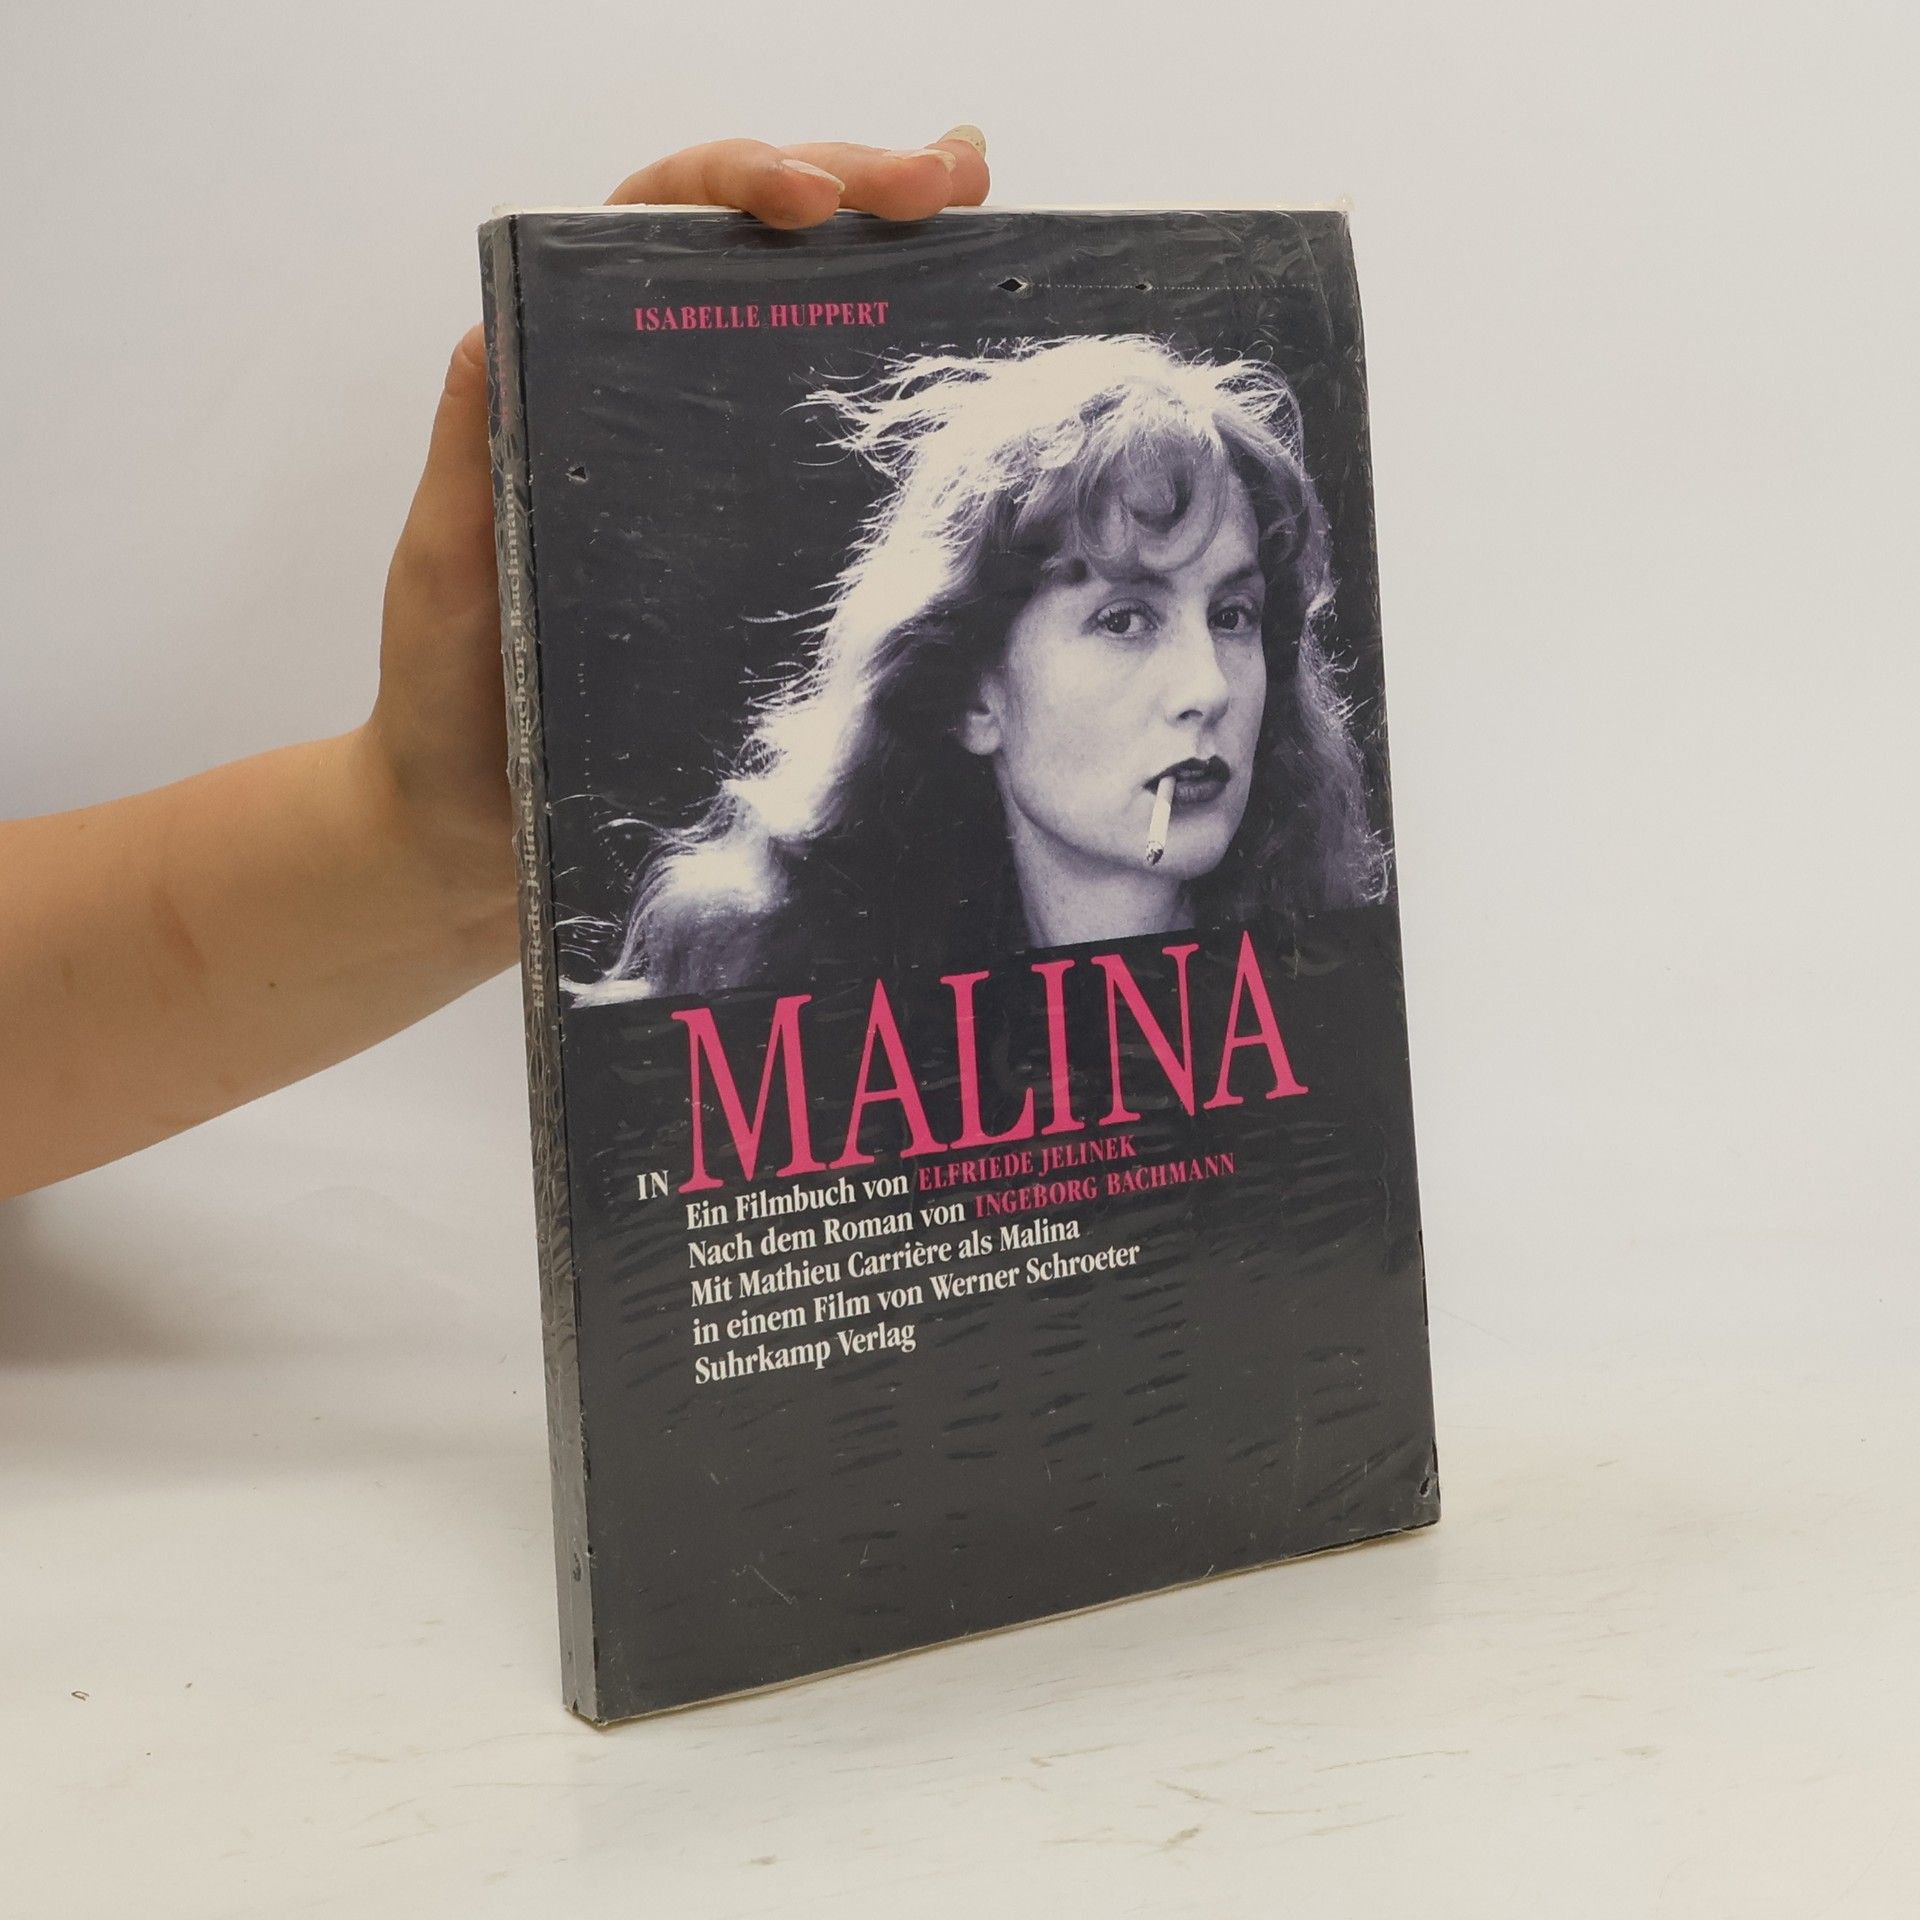 ISABELLE HUPPERT
IN MALINA
Ein Filmbuch von ELFRIEDE JELINEK
Nach dem Roman von INGEBORG BACHMANN
Mit Mathieu Carrière als Malina
in einem Film von Werner Schroeter
Suhrkamp Verlag
Elfriede Jelinek/Ingeborg Bachmann